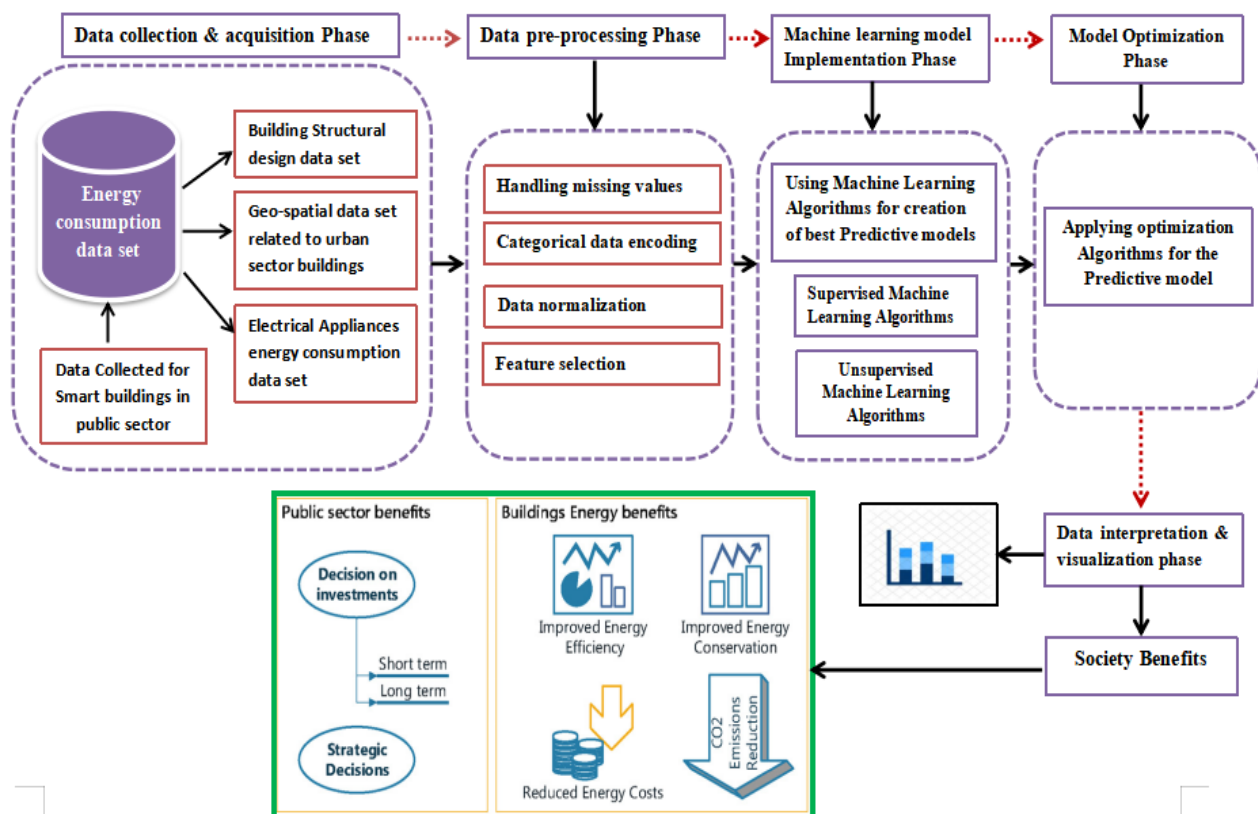 Data collection & acquisition Phase
Data pre-processing Phase
Machine learning model
Implementation Phase
Model Optimization
Phase
Energy
consumption
data set
Building Structural
design data set
Geo-spatial data set
related to urban
sector buildings
Electrical Appliances
energy consumption
data set
Data Collected for
Smart buildings in
public sector
Handling missing values
Categorical data encoding
Data normalization
Feature selection
Using Machine Learning
Algorithms for creation
of best Predictive models
Supervised Machine
Learning Algorithms
Unsupervised
Machine Learning
Algorithms
Applying optimization
Algorithms for the
Predictive model
Data interpretation &
visualization phase
Society Benefits
Public sector benefits
Decision on
investments
Short term
Long term
Strategic
Decisions
Buildings Energy benefits
Improved Energy
Efficiency
Improved Energy
Conservation
Reduced Energy Costs
CO2
Emissions
Reduction